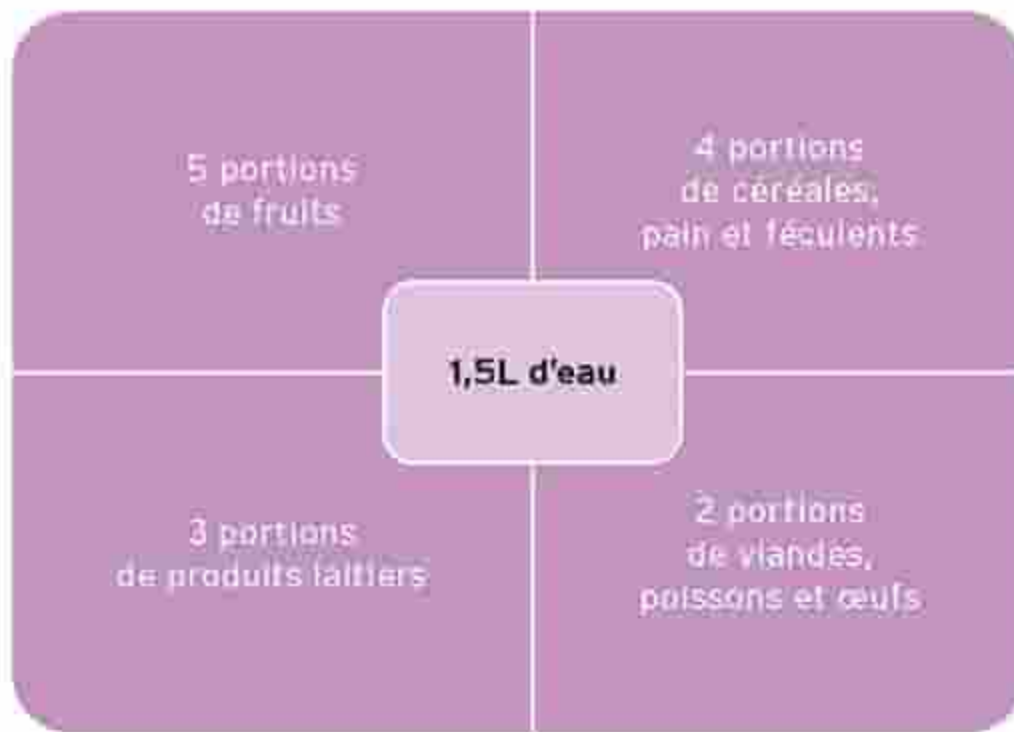 5 portions
de fruits
4 portions
de céréales,
pain et féculents
1,5L d'eau
3 portions
de produits laitiers
2 portions
de viandes,
poissons et œufs